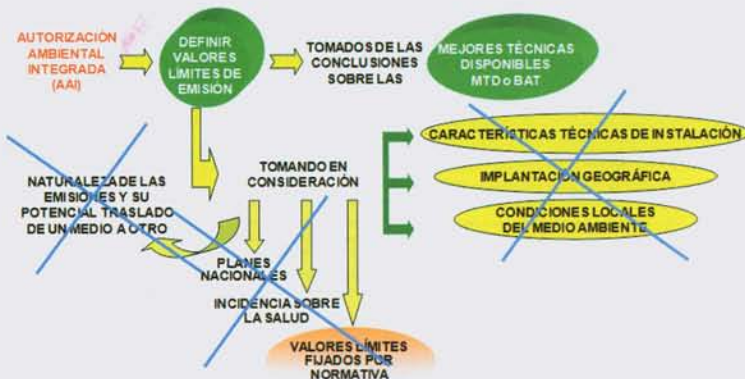 AUTORIZACIÓN
AMBIENTAL
INTEGRADA
(AAI)
DEFINIR
VALORES
LÍMITES DE
EMISIÓN
TOMADOS DE LAS
CONCLUSIONES
SOBRE LAS
MEJORES TÉCNICAS
DISPONIBLES
MTD o BAT
CARACTERÍSTICAS TÉCNICAS DE INSTALACIÓN
IMPLANTACIÓN GEOGRÁFICA
CONDICIONES LOCALES
DEL MEDIO AMBIENTE
TOMANDO EN
CONSIDERACIÓN
NATURALEZA DE LAS
EMISIONES Y SU
POTENCIAL TRASLADO
DE UN MEDIO A OTRO
PLANES
NACIONALES
INCIDENCIA SOBRE
LA SALUD
VALORES LÍMITES
FIJADOS POR
NORMATIVA